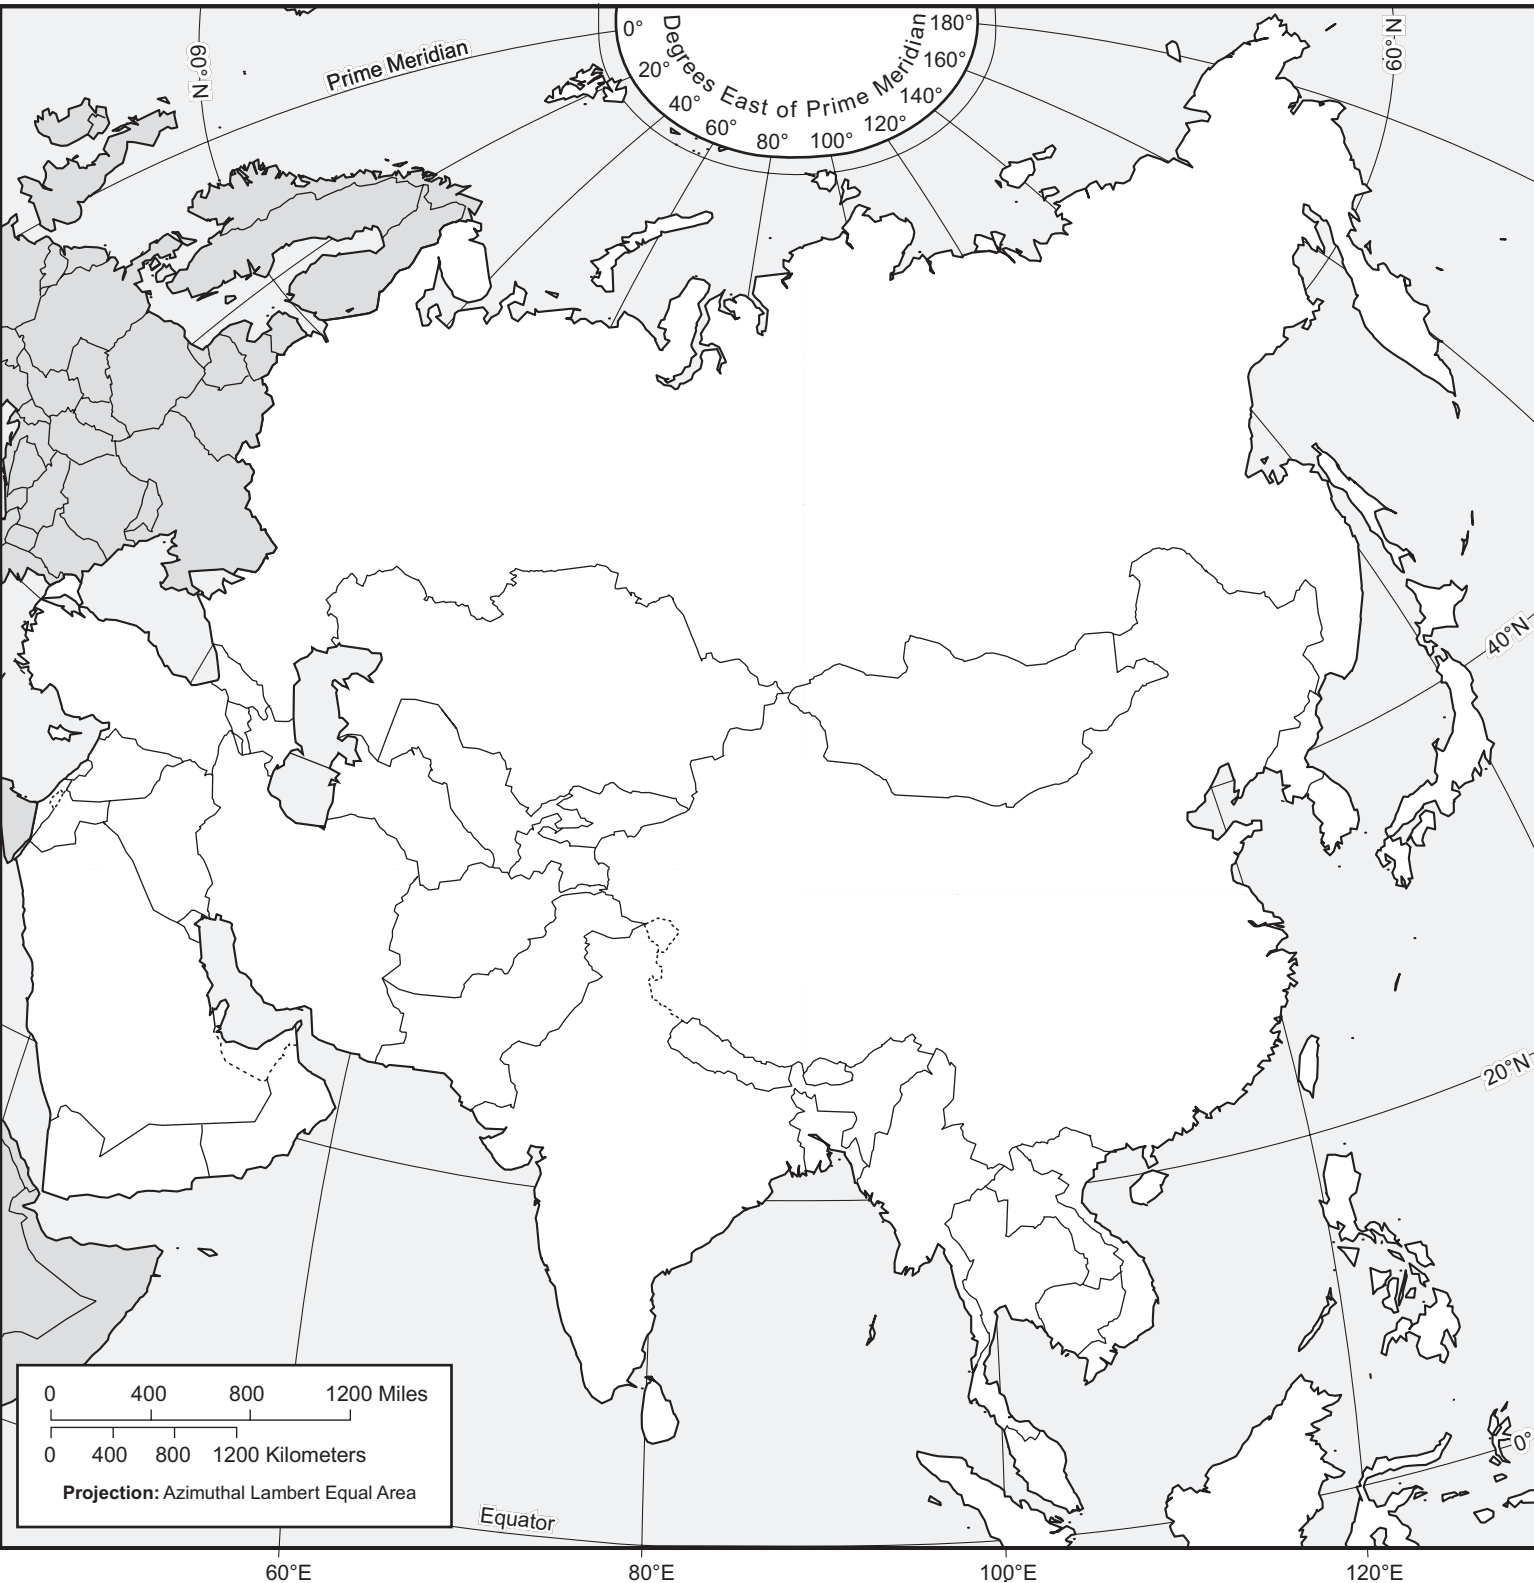 0°
20°
40°
60°
80°
100°
120°
140°
160°
180°
Degrees East of Prime Meridian
60°N
Prime Meridian
60°N
40°N
20°N
0°
0 400 800 1200 Miles
0 400 800 1200 Kilometers
Projection: Azimuthal Lambert Equal Area
Equator
60°E 80°E 100°E 120°E